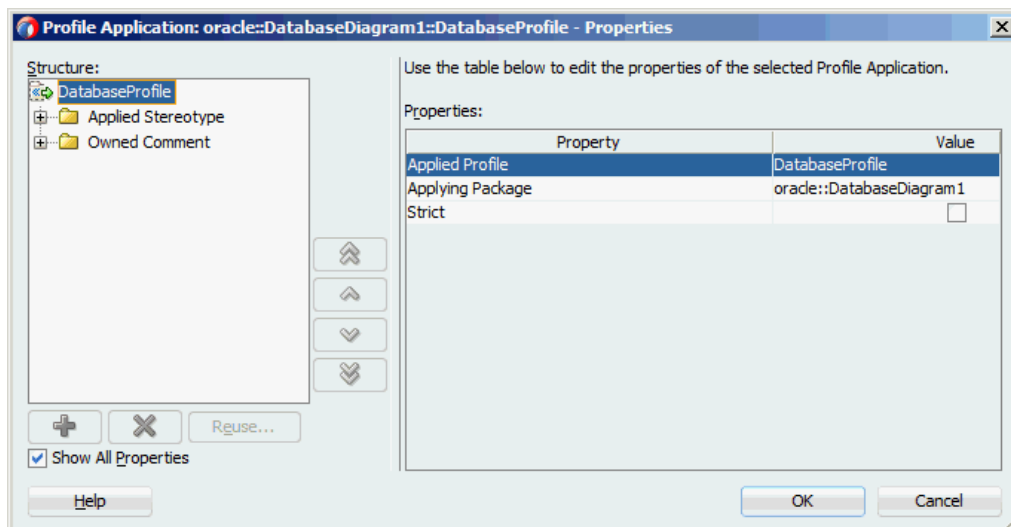 Profile Application: oracle::DatabaseDiagram1::DatabaseProfile - Properties
Structure:
DatabaseProfile
Applied Stereotype
Owned Comment
Reuse...
Show All Properties
Use the table below to edit the properties of the selected Profile Application.
Properties:
Property Value
Applied Profile DatabaseProfile
Applying Package oracle::DatabaseDiagram1
Strict
Help OK Cancel